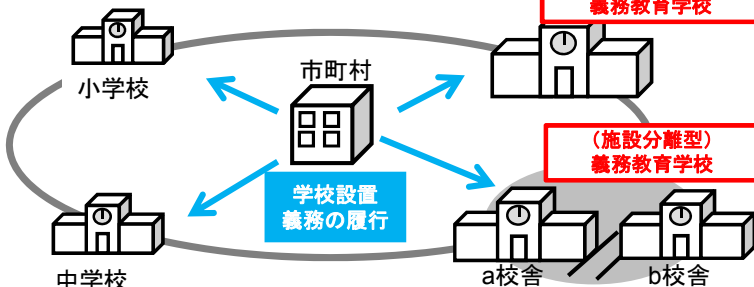 義務教育学校
市町村
小学校
(施設分離型)
義務教育学校
学校設置
義務の履行
a校舎
b校舎
中学校